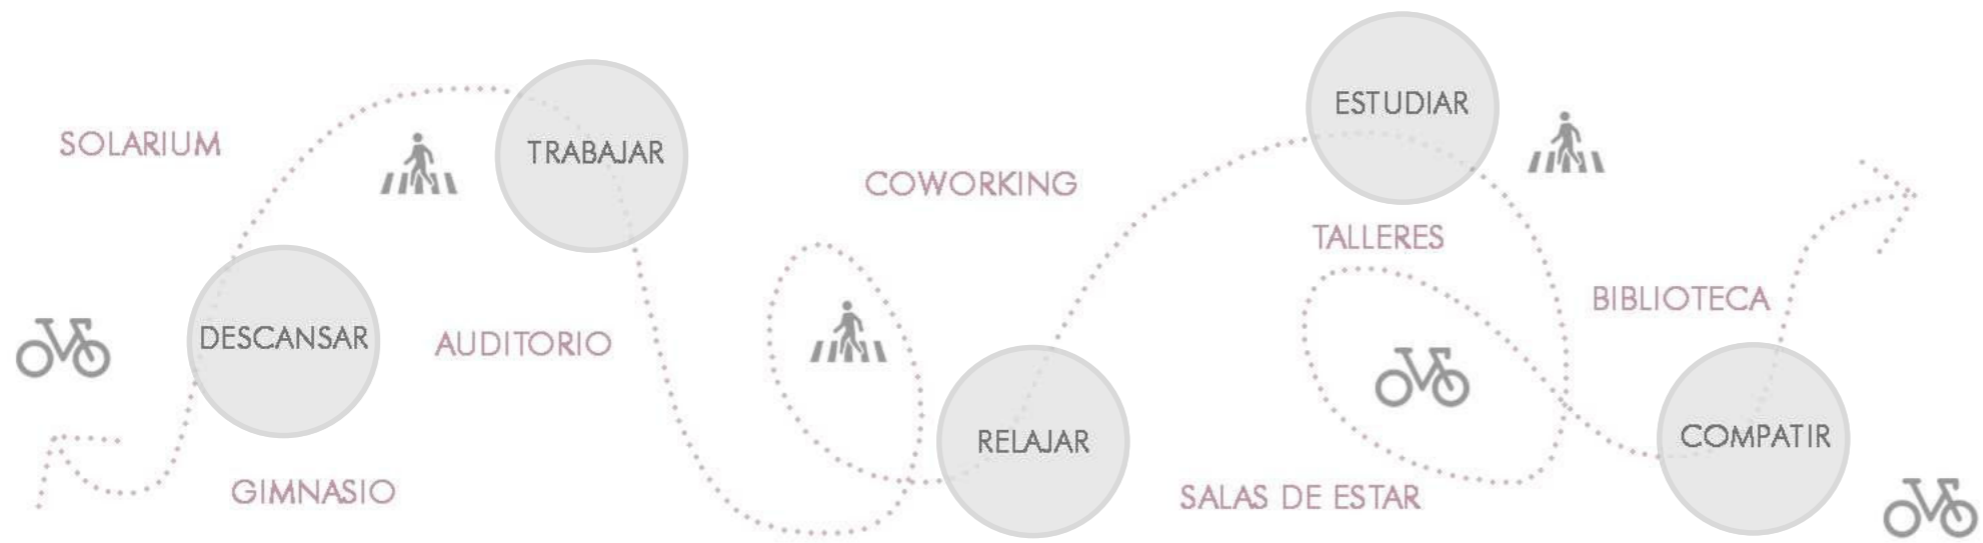 SOLARIUM
TRABAJAR
DESCANSAR
AUDITORIO
GIMNASIO
COWORKING
RELAJAR
ESTUDIAR
TALLERES
SALAS DE ESTAR
BIBLIOTECA
COMPATIR